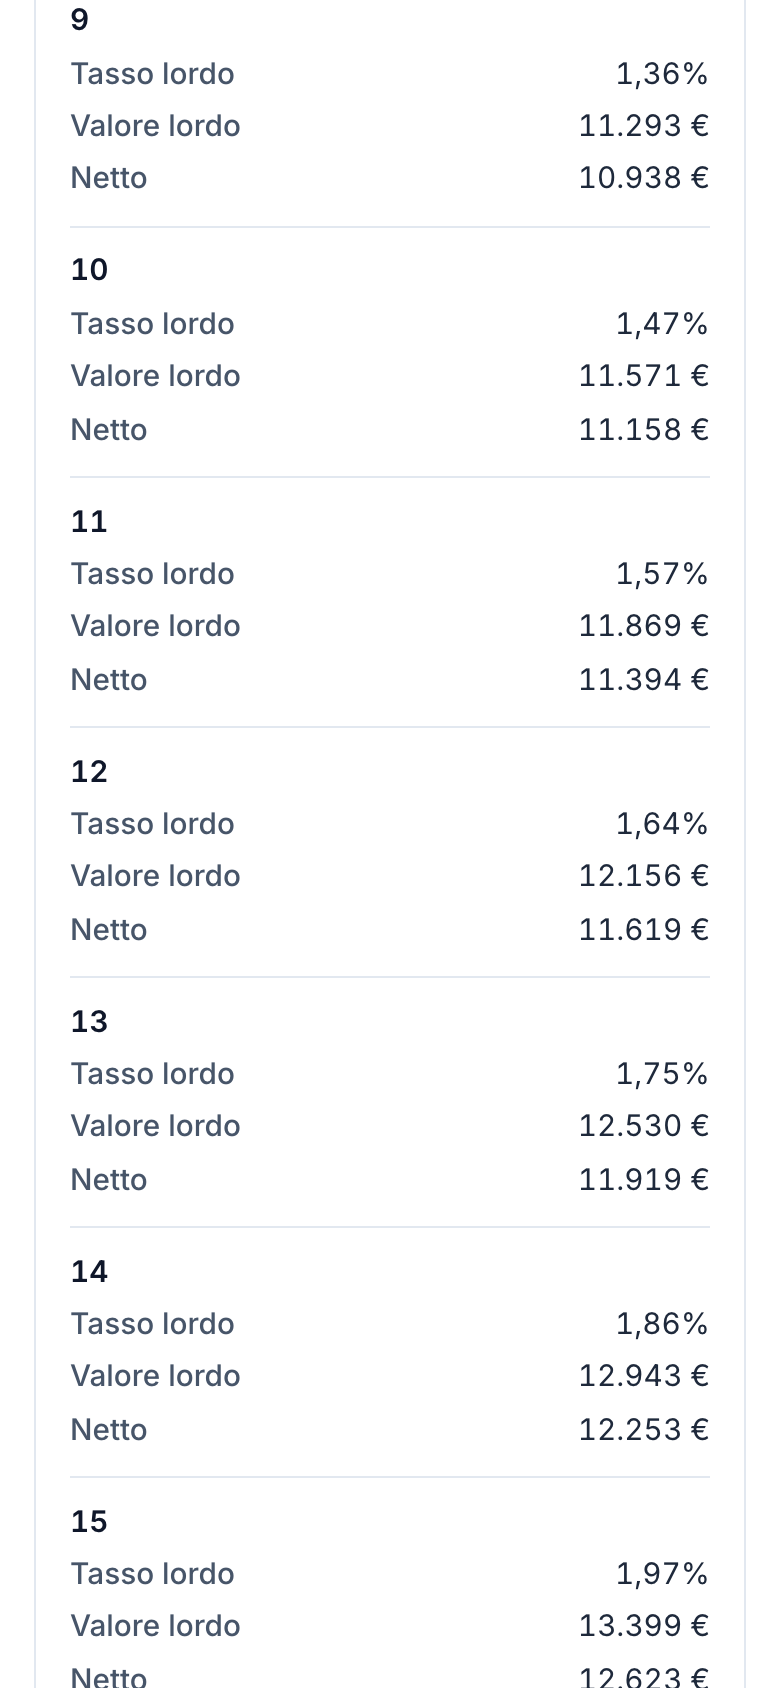 9
Tasso lordo 1,36%
Valore lordo 11.293 €
Netto 10.938 €
10
Tasso lordo 1,47%
Valore lordo 11.571 €
Netto 11.158 €
11
Tasso lordo 1,57%
Valore lordo 11.869 €
Netto 11.394 €
12
Tasso lordo 1,64%
Valore lordo 12.156 €
Netto 11.619 €
13
Tasso lordo 1,75%
Valore lordo 12.530 €
Netto 11.919 €
14
Tasso lordo 1,86%
Valore lordo 12.943 €
Netto 12.253 €
15
Tasso lordo 1,97%
Valore lordo 13.399 €
Netto 12.623 €